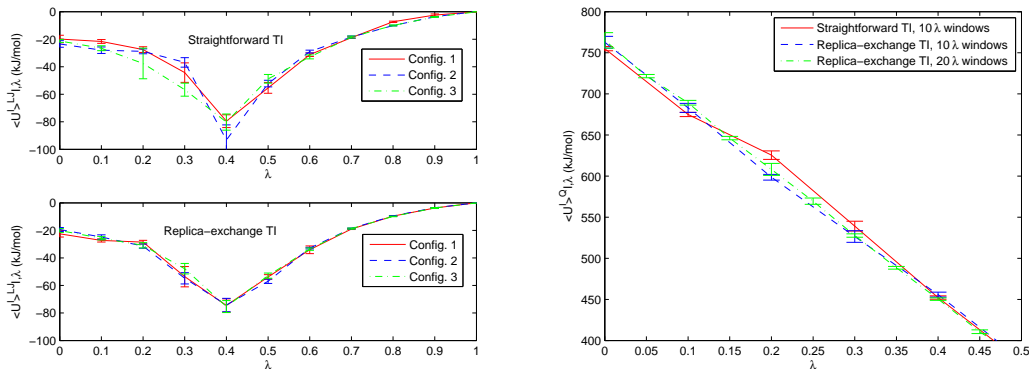 Straightforward TI
Config. 1
Config. 2
Config. 3
0
−20
−40
−60
−80
−100
<U^I>^{LJ}_{I,λ} (kJ/mol)
0 0.1 0.2 0.3 0.4 0.5 0.6 0.7 0.8 0.9 1
λ
Replica−exchange TI
Config. 1
Config. 2
Config. 3
0
−20
−40
−60
−80
−100
<U^I>^{LJ}_{I,λ} (kJ/mol)
0 0.1 0.2 0.3 0.4 0.5 0.6 0.7 0.8 0.9 1
λ
Straightforward TI, 10 λ windows
Replica−exchange TI, 10 λ windows
Replica−exchange TI, 20 λ windows
800
750
700
650
600
550
500
450
400
<U^I>^Q_{I,λ} (kJ/mol)
0 0.05 0.1 0.15 0.2 0.25 0.3 0.35 0.4 0.45 0.5
λ